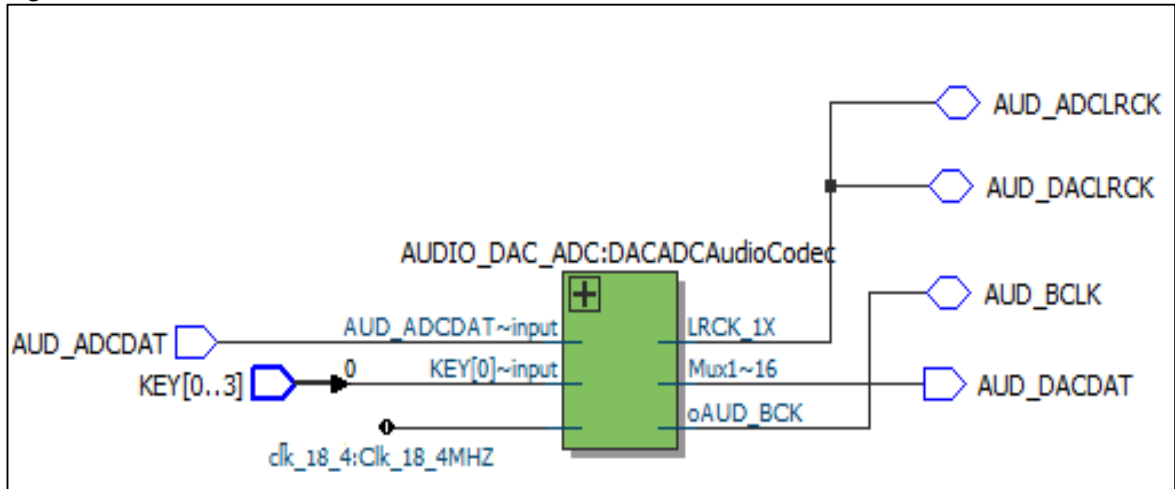 AUD_ADCLRCK
AUD_DACLRCK
AUDIO_DAC_ADC:DACADCAudioCodec
AUD_BCLK
AUD_ADCDAT
AUD_ADCDAT~input
LRCK_1X
KEY[0..3]
0
KEY[0]~input
Mux1~16
AUD_DACDAT
oAUD_BCK
clk_18_4:Clk_18_4MHZ